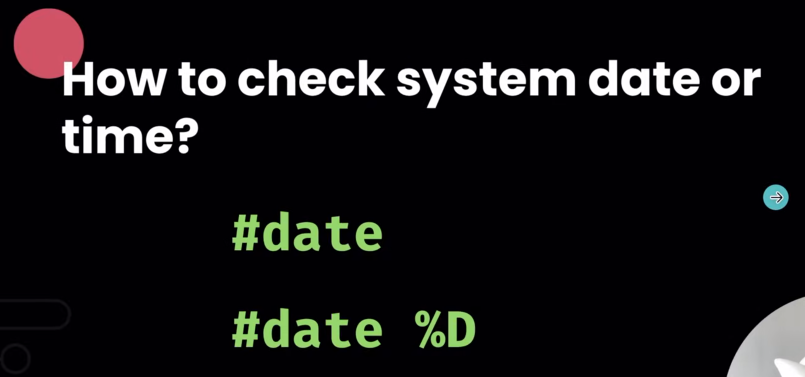 How to check system date or
time?
#date
#date %D